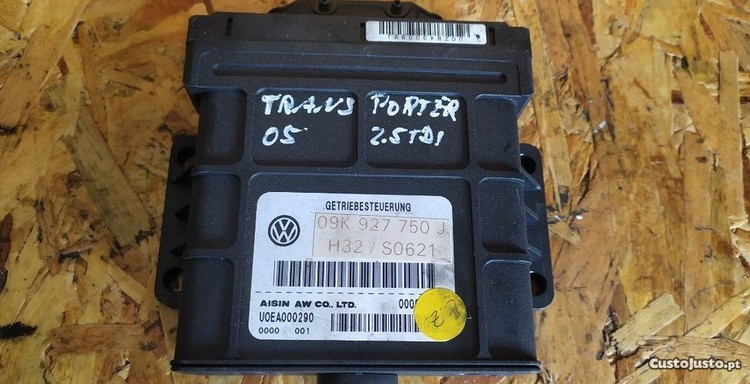 TRANS PORTER
05 2.5TDI
GETRIEBESTEUERUNG
09K 927 750 J
H32 / S0621
AISIN AW CO., LTD.
UOEA000290
0000 001
CustoJusto.pt